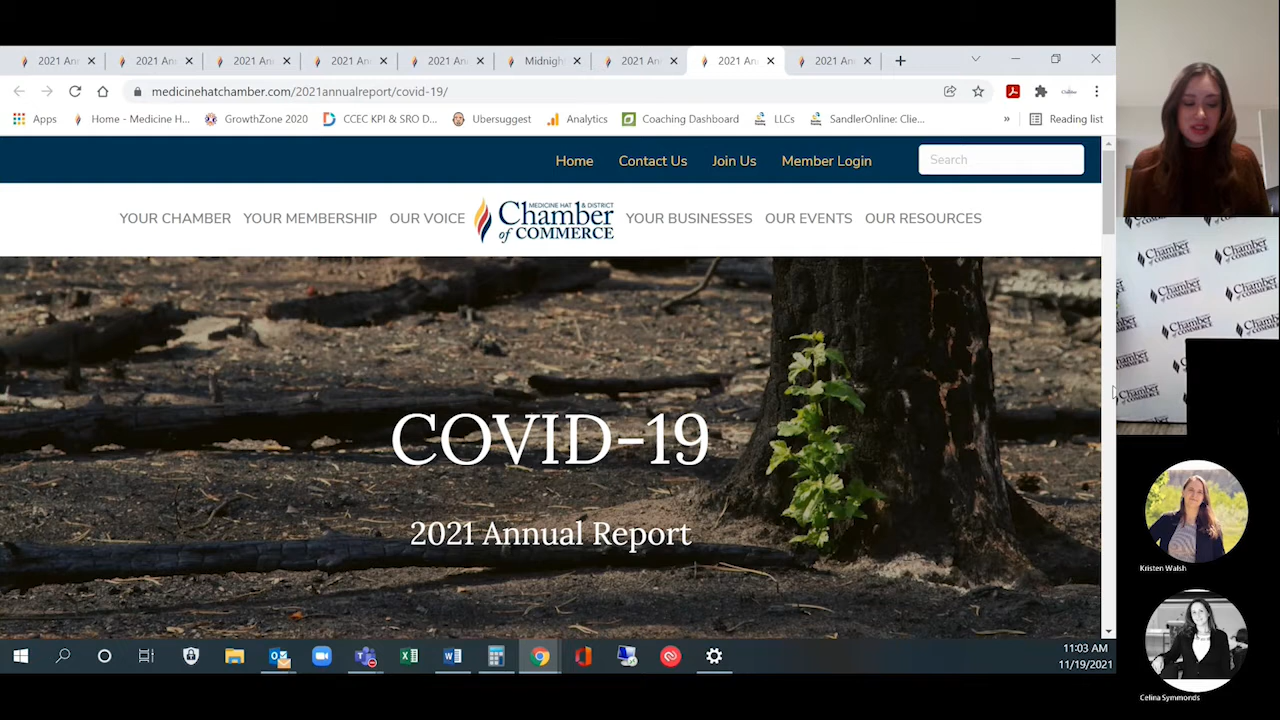 2021 An
2021 An
2021 An
2021 An
2021 An
Midnigh
2021 An
2021 An
2021 An
medicinehatchamber.com/2021annualreport/covid-19/
Apps
Home - Medicine H...
GrowthZone 2020
CCEC KPI & SRO D...
Ubersuggest
Analytics
Coaching Dashboard
LLCs
SandlerOnline: Clie...
»
Reading list
Home
Contact Us
Join Us
Member Login
Search
YOUR CHAMBER
YOUR MEMBERSHIP
OUR VOICE
MEDICINE HAT & DISTRICT
Chamber
of COMMERCE
YOUR BUSINESSES
OUR EVENTS
OUR RESOURCES
COVID-19
2021 Annual Report
11:03 AM
11/19/2021
Chamber
of COMMERCE
Kristen Walsh
Celina Symmonds